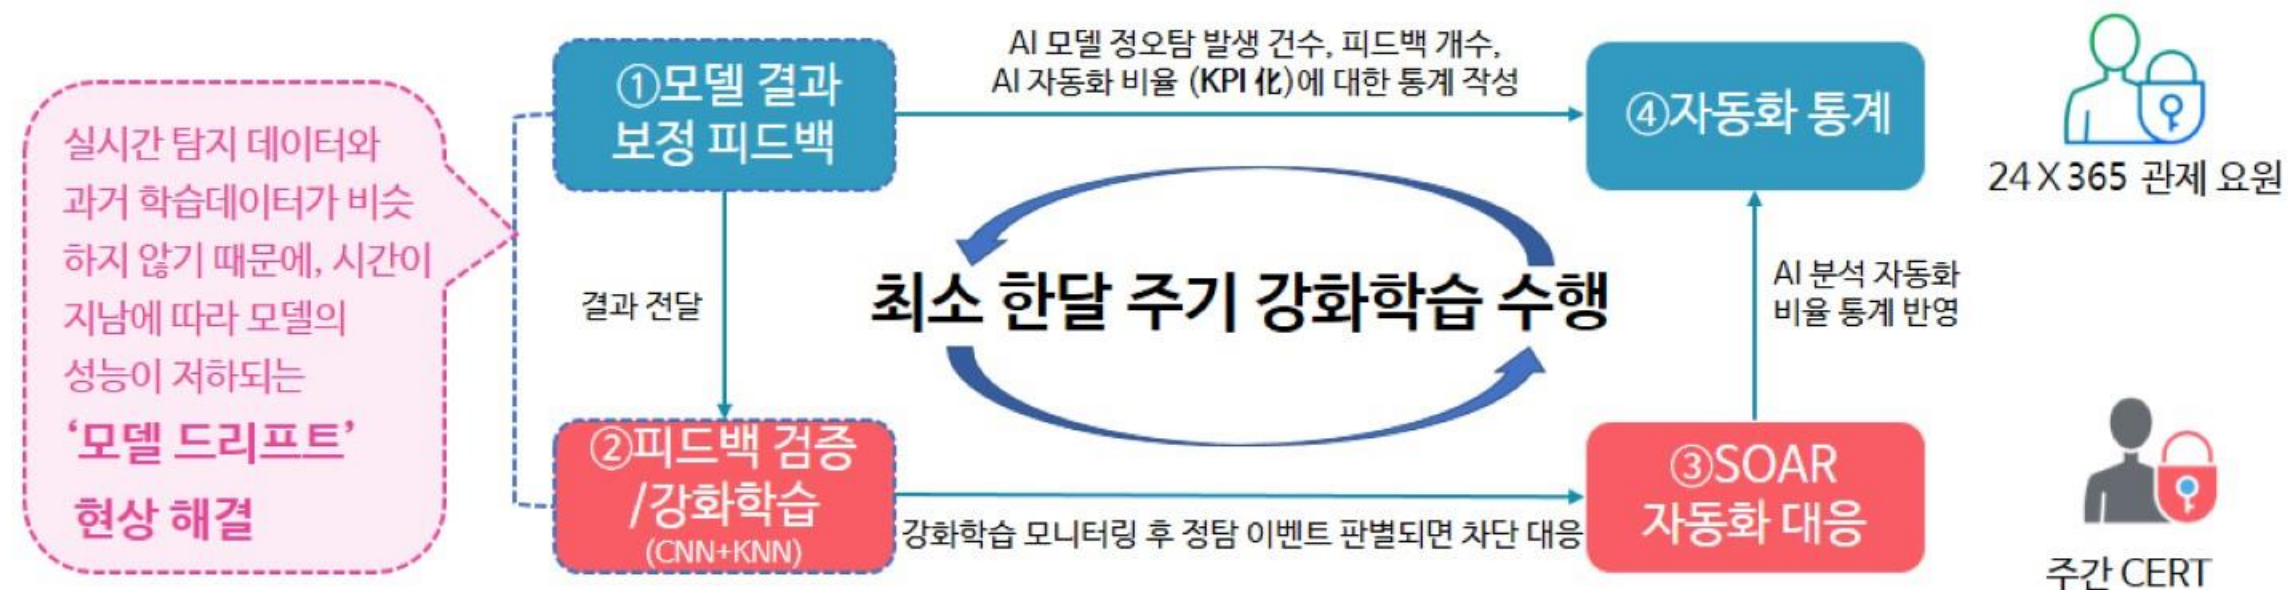 실시간 탐지 데이터와
과거 학습데이터가 비슷
하지 않기 때문에, 시간이
지남에 따라 모델의
성능이 저하되는
‘모델 드리프트’
현상 해결
①모델 결과
보정 피드백
AI 모델 정오탐 발생 건수, 피드백 개수,
AI 자동화 비율 (KPI 化)에 대한 통계 작성
④자동화 통계
24X365 관제 요원
결과 전달
최소 한달 주기 강화학습 수행
AI 분석 자동화
비율 통계 반영
②피드백 검증
/강화학습
(CNN+KNN)
강화학습 모니터링 후 정탐 이벤트 판별되면 차단 대응
③SOAR
자동화 대응
주간 CERT